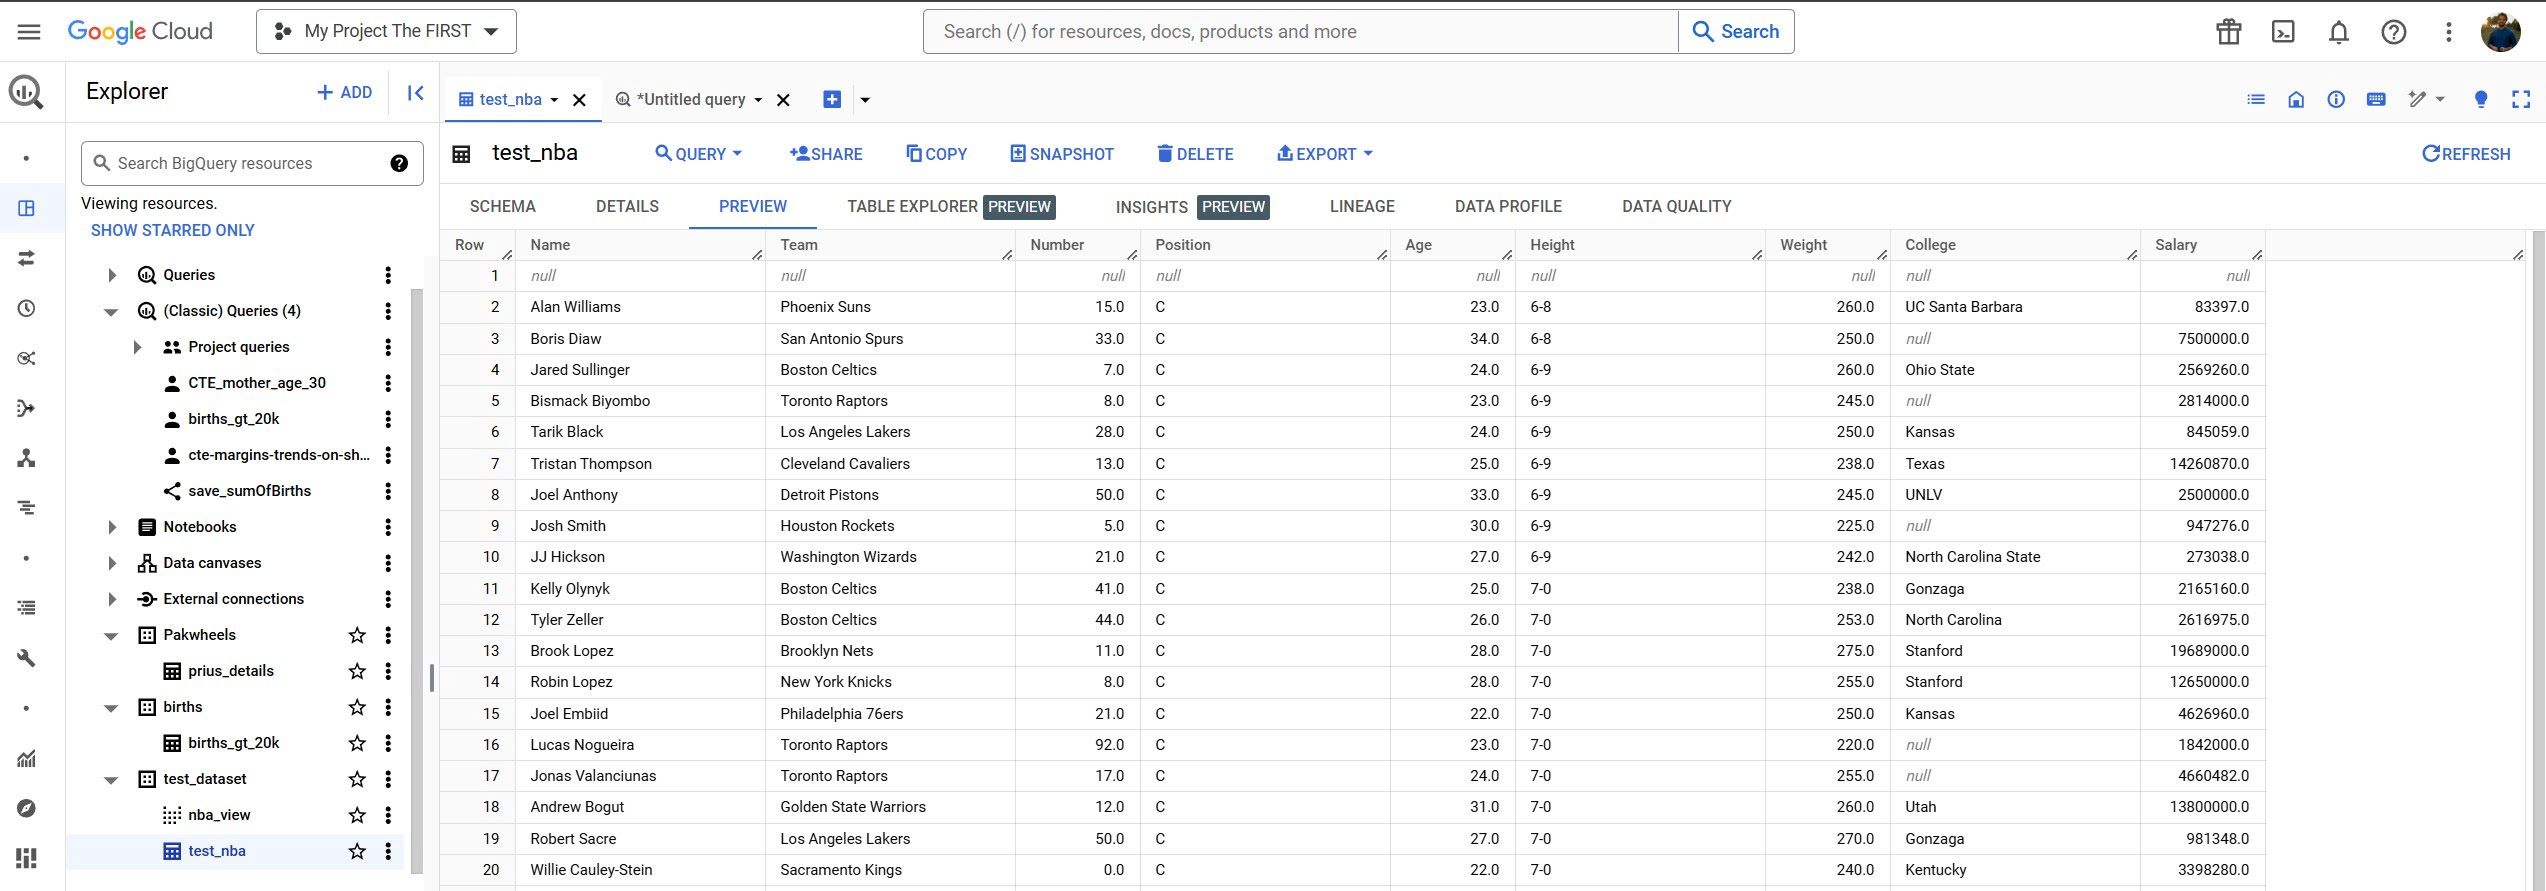 Google Cloud My Project The FIRST Search (/) for resources, docs, products and more Search
Explorer + ADD
test_nba *Untitled query
Search BigQuery resources
Viewing resources.
SHOW STARRED ONLY
Queries
(Classic) Queries (4)
Project queries
CTE_mother_age_30
births_gt_20k
cte-margins-trends-on-sh...
save_sumOfBirths
Notebooks
Data canvases
External connections
Pakwheels
prius_details
births
births_gt_20k
test_dataset
nba_view
test_nba
test_nba QUERY SHARE COPY SNAPSHOT DELETE EXPORT REFRESH
SCHEMA DETAILS PREVIEW TABLE EXPLORER PREVIEW INSIGHTS PREVIEW LINEAGE DATA PROFILE DATA QUALITY
Row Name Team Number Position Age Height Weight College Salary
1 null null null null null null null null null
2 Alan Williams Phoenix Suns 15.0 C 23.0 6-8 260.0 UC Santa Barbara 83397.0
3 Boris Diaw San Antonio Spurs 33.0 C 34.0 6-8 250.0 null 7500000.0
4 Jared Sullinger Boston Celtics 7.0 C 24.0 6-9 260.0 Ohio State 2569260.0
5 Bismack Biyombo Toronto Raptors 8.0 C 23.0 6-9 245.0 null 2814000.0
6 Tarik Black Los Angeles Lakers 28.0 C 24.0 6-9 250.0 Kansas 845059.0
7 Tristan Thompson Cleveland Cavaliers 13.0 C 25.0 6-9 238.0 Texas 14260870.0
8 Joel Anthony Detroit Pistons 50.0 C 33.0 6-9 245.0 UNLV 2500000.0
9 Josh Smith Houston Rockets 5.0 C 30.0 6-9 225.0 null 947276.0
10 JJ Hickson Washington Wizards 21.0 C 27.0 6-9 242.0 North Carolina State 273038.0
11 Kelly Olynyk Boston Celtics 41.0 C 25.0 7-0 238.0 Gonzaga 2165160.0
12 Tyler Zeller Boston Celtics 44.0 C 26.0 7-0 253.0 North Carolina 2616975.0
13 Brook Lopez Brooklyn Nets 11.0 C 28.0 7-0 275.0 Stanford 19689000.0
14 Robin Lopez New York Knicks 8.0 C 28.0 7-0 255.0 Stanford 12650000.0
15 Joel Embiid Philadelphia 76ers 21.0 C 22.0 7-0 250.0 Kansas 4626960.0
16 Lucas Nogueira Toronto Raptors 92.0 C 23.0 7-0 220.0 null 1842000.0
17 Jonas Valanciunas Toronto Raptors 17.0 C 24.0 7-0 255.0 null 4660482.0
18 Andrew Bogut Golden State Warriors 12.0 C 31.0 7-0 260.0 Utah 13800000.0
19 Robert Sacre Los Angeles Lakers 50.0 C 27.0 7-0 270.0 Gonzaga 981348.0
20 Willie Cauley-Stein Sacramento Kings 0.0 C 22.0 7-0 240.0 Kentucky 3398280.0